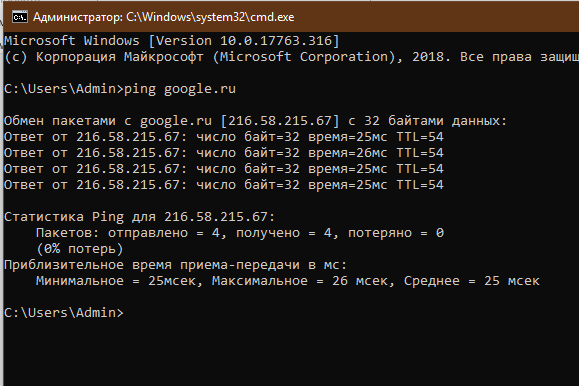 Администратор: C:\Windows\system32\cmd.exe
Microsoft Windows [Version 10.0.17763.316]
(c) Корпорация Майкрософт (Microsoft Corporation), 2018. Все права
C:\Users\Admin>ping google.ru
Обмен пакетами с google.ru [216.58.215.67] с 32 байтами данных:
Ответ от 216.58.215.67: число байт=32 время=25мс TTL=54
Ответ от 216.58.215.67: число байт=32 время=26мс TTL=54
Ответ от 216.58.215.67: число байт=32 время=25мс TTL=54
Ответ от 216.58.215.67: число байт=32 время=25мс TTL=54
Статистика Ping для 216.58.215.67:
Пакетов: отправлено = 4, получено = 4, потеряно = 0
(0% потерь)
Приблизительное время приема-передачи в мс:
Минимальное = 25мсек, Максимальное = 26 мсек, Среднее = 25 мсек
C:\Users\Admin>